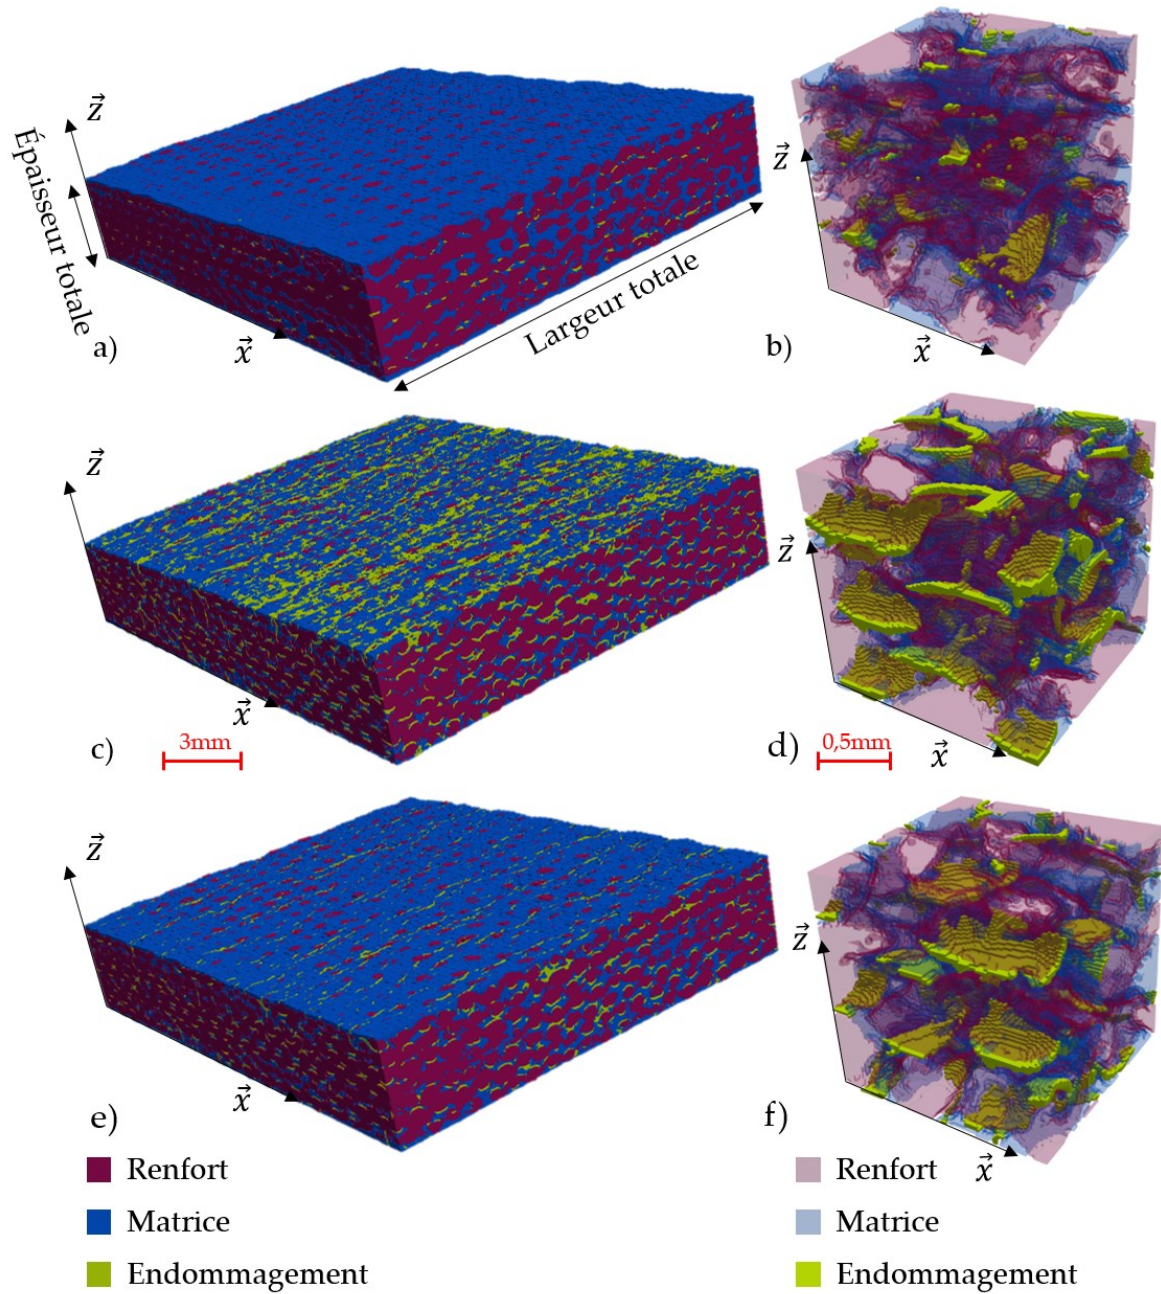 z⃗
z⃗
Épaisseur totale
Largeur totale
a)
x⃗
b)
x⃗
z⃗
z⃗
c)
3mm
x⃗
d)
0,5mm
x⃗
z⃗
z⃗
e)
x⃗
f)
x⃗
Renfort
Matrice
Endommagement
Renfort
Matrice
Endommagement